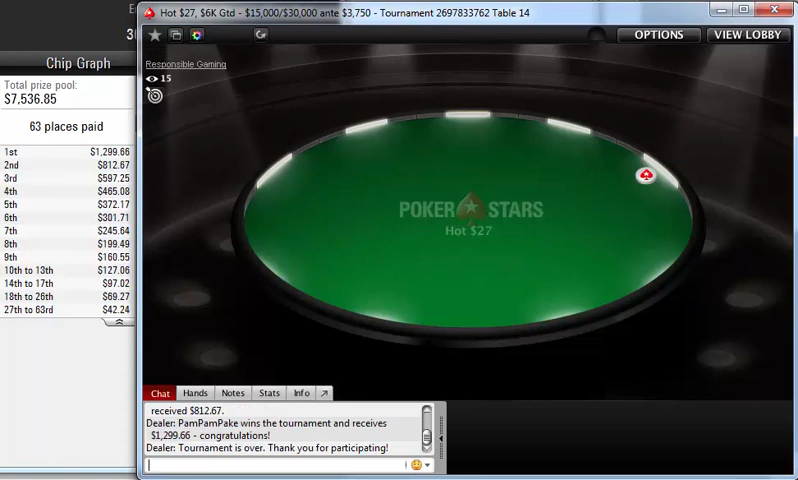 Hot $27, $6K Gtd - $15,000/$30,000 ante $3,750 - Tournament 2697833762 Table 14
OPTIONS
VIEW LOBBY
Chip Graph
Responsible Gaming
15
Total prize pool:
$7,536.85
63 places paid
1st $1,299.66
2nd $812.67
3rd $597.25
4th $465.08
5th $372.17
6th $301.71
7th $245.64
8th $199.49
9th $160.55
10th to 13th $127.06
14th to 17th $97.02
18th to 26th $69.27
27th to 63rd $42.24
POKER STARS
Hot $27
Chat Hands Notes Stats Info
received $812.67.
Dealer: PamPamPake wins the tournament and receives
$1,299.66 - congratulations!
Dealer: Tournament is over. Thank you for participating!